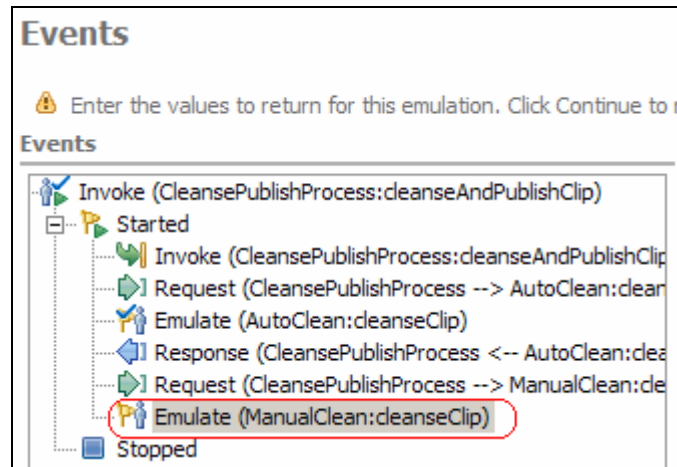 Events
Enter the values to return for this emulation. Click Continue to
Events
Invoke (CleansePublishProcess:cleanseAndPublishClip)
Started
Invoke (CleansePublishProcess:cleanseAndPublishClip
Request (CleansePublishProcess --> AutoClean:clean
Emulate (AutoClean:cleanseClip)
Response (CleansePublishProcess <-- AutoClean:clea
Request (CleansePublishProcess --> ManualClean:cle
Emulate (ManualClean:cleanseClip)
Stopped